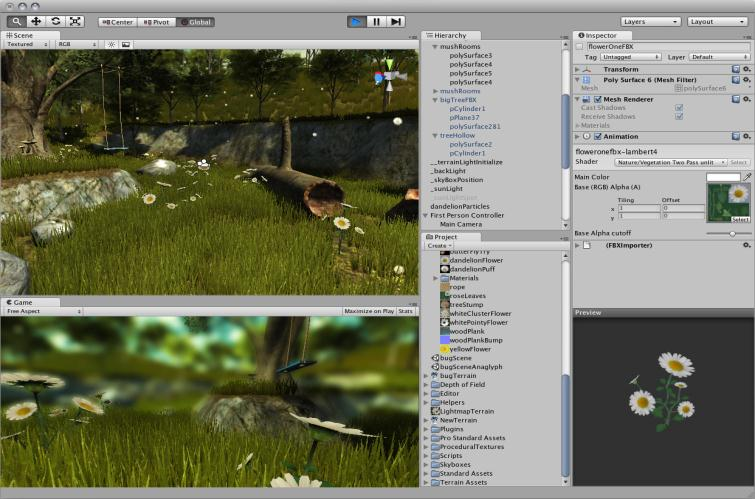 Center Pivot Global Layers Layout
Scene
Textured RGB
Game
Free Aspect Maximize on Play Stats
Hierarchy
mushRooms
polySurface3
polySurface4
polySurface5
polySurface4
mushRooms
bigTreeFBX
pCylinder1
pPlane37
polySurface281
treeHollow
polySurface2
pCylinder1
__terrainLightInitialize
_backLight
_skyBoxPosition
_sunLight
dandelionParticles
First Person Controller
Main Camera
Project
Create
butterflyTry
dandelionFlower
dandelionPuff
Materials
rope
roseLeaves
treeStump
whiteClusterFlower
whitePointyFlower
woodPlank
woodPlankBump
yellowFlower
bugScene
bugSceneAnaglyph
bugTerrain
Depth of Field
Editor
Helpers
LightmapTerrain
NewTerrain
Plugins
Pro Standard Assets
ProceduralTextures
Scripts
Skyboxes
Standard Assets
Terrain Assets
Inspector
flowerOneFBX
Tag Untagged Layer Default
Transform
Poly Surface 6 (Mesh Filter)
Mesh polySurface6
Mesh Renderer
Cast Shadows
Receive Shadows
Materials
Animation
floweronefbx-lambert4
Shader Nature/Vegetation Two Pass unlit Select
Main Color
Base (RGB) Alpha (A)
Tiling Offset
x 1 0
y 1 0
Select
Base Alpha cutoff
(FBXImporter)
Preview